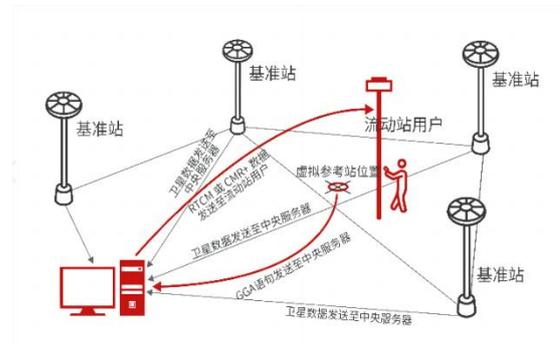 基准站
基准站
基准站
流动站用户
卫星数据发送至
中央服务器
RTCM 或 CMR+ 数据
发送至流动站用户
虚拟参考站位置
卫星数据发送至中央服务器
GGA语句发送至中央服务器
基准站
卫星数据发送至中央服务器